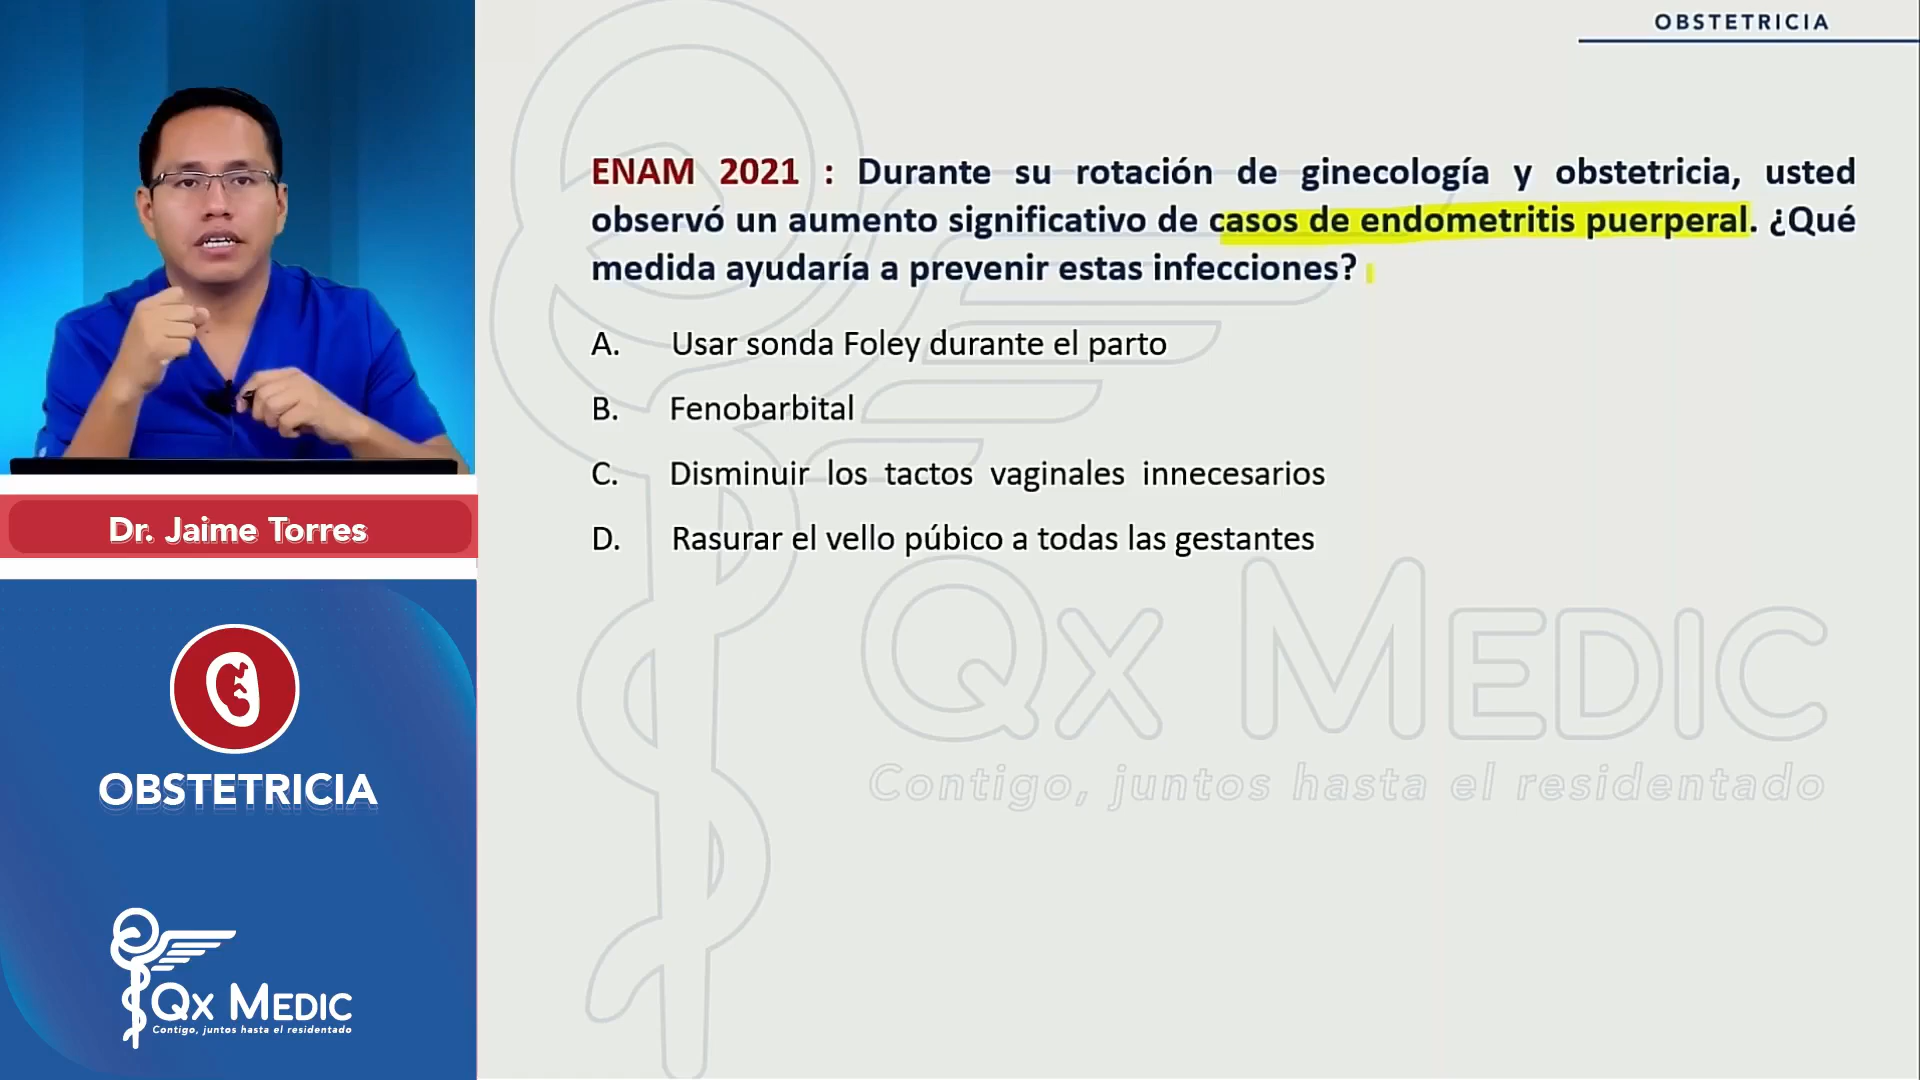 OBSTETRICIA
ENAM 2021 : Durante su rotación de ginecología y obstetricia, usted
observó un aumento significativo de casos de endometritis puerperal. ¿Qué
medida ayudaría a prevenir estas infecciones?
A. Usar sonda Foley durante el parto
B. Fenobarbital
C. Disminuir los tactos vaginales innecesarios
D. Rasurar el vello púbico a todas las gestantes
Qx MEDIC
Contigo, juntos hasta el residentado
Dr. Jaime Torres
OBSTETRICIA
Qx MEDIC
Contigo, juntos hasta el residentado